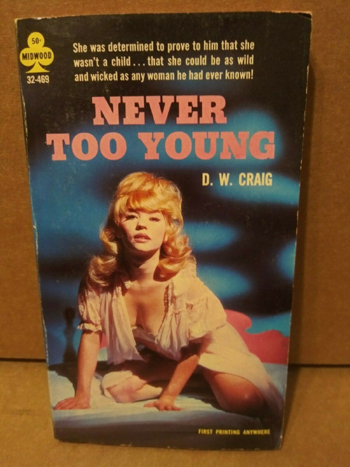 50¢
MIDWOOD
32-469
She was determined to prove to him that she
wasn't a child . . . that she could be as wild
and wicked as any woman he had ever known!
NEVER
TOO YOUNG
D. W. CRAIG
FIRST PRINTING ANYWHERE